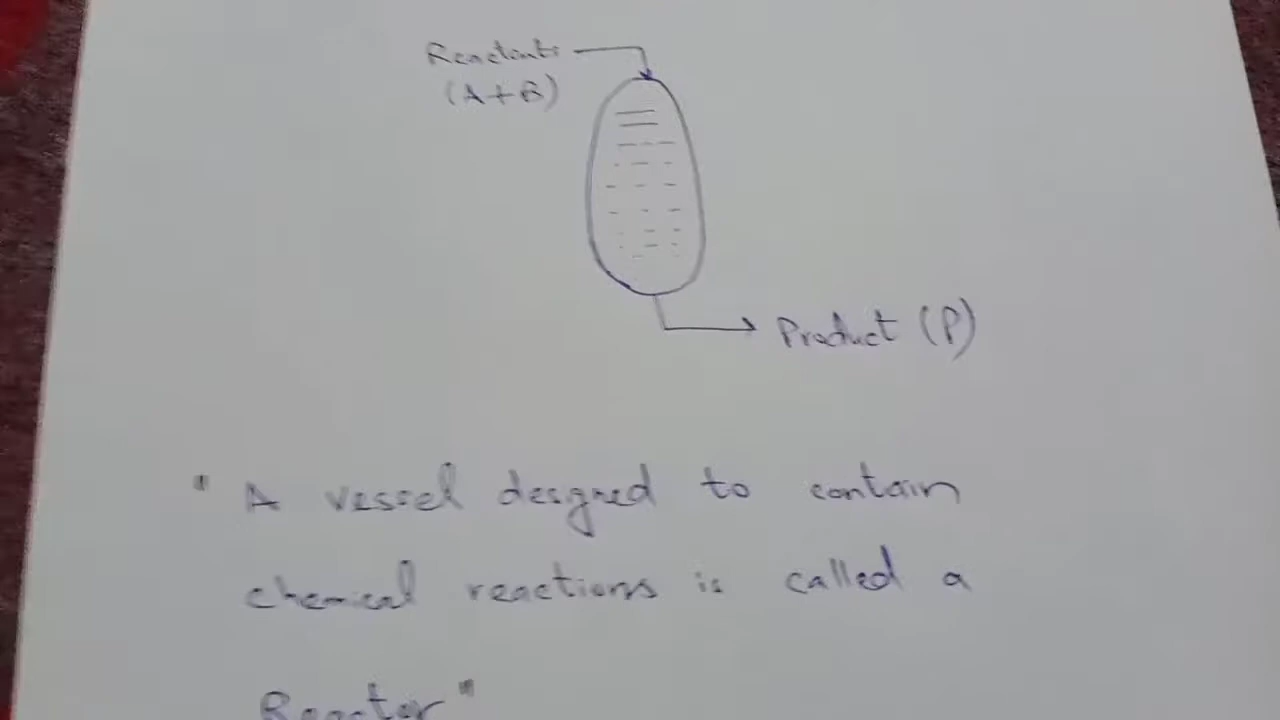 Reactants
(A+B)
Product (P)
" A vessel designed to contain
chemical reactions is called a
Reactor"